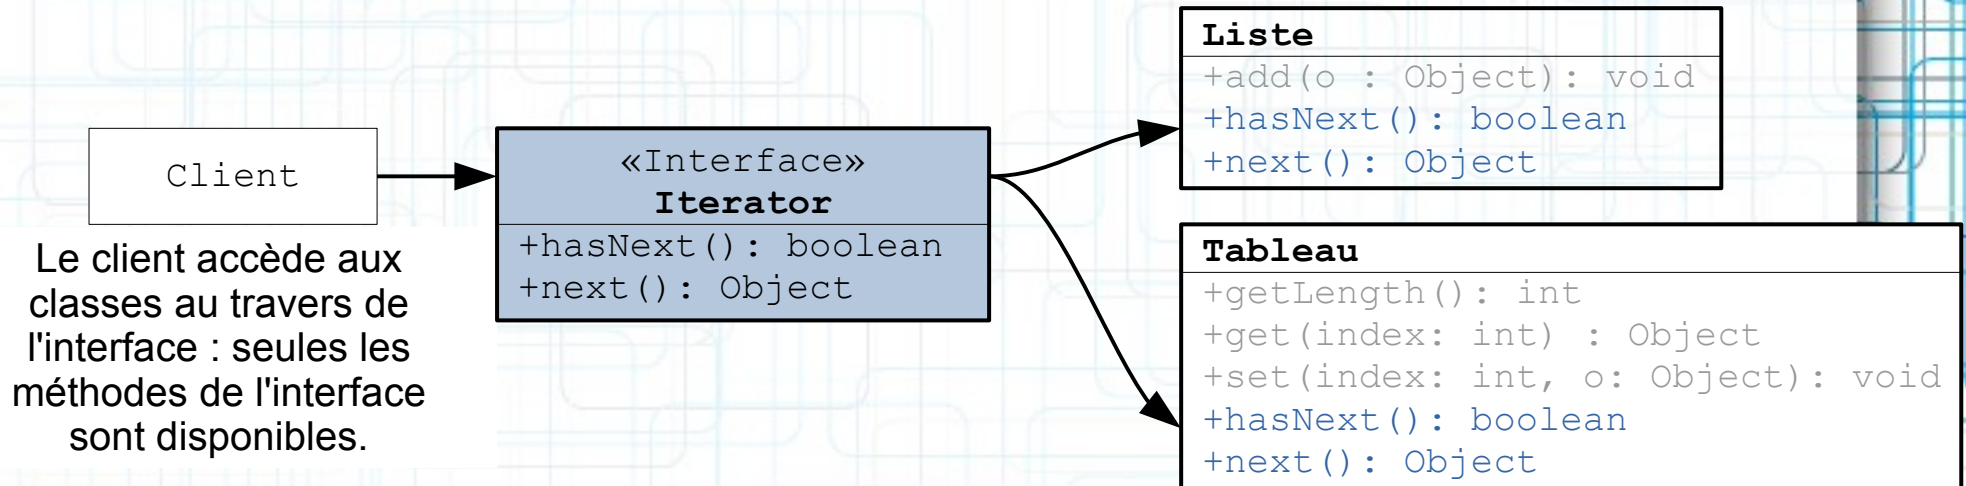 Client
Le client accède aux
classes au travers de
l'interface : seules les
méthodes de l'interface
sont disponibles.
«Interface»
Iterator
+hasNext(): boolean
+next(): Object
Liste
+add(o : Object): void
+hasNext(): boolean
+next(): Object
Tableau
+getLength(): int
+get(index: int) : Object
+set(index: int, o: Object): void
+hasNext(): boolean
+next(): Object